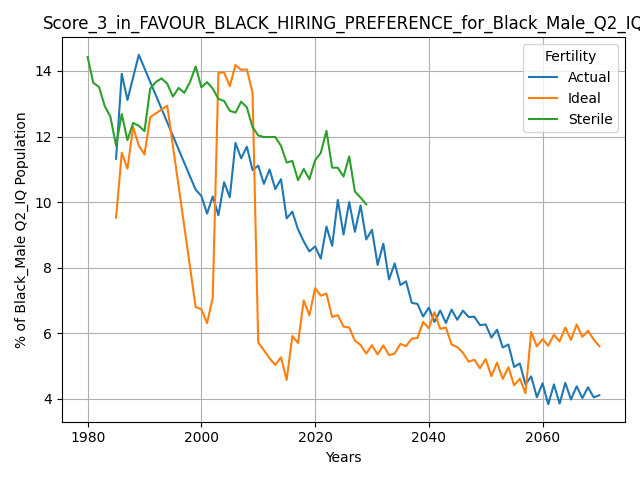 Score_3_in_FAVOUR_BLACK_HIRING_PREFERENCE_for_Black_Male_Q2_IQ
Fertility
Actual
Ideal
Sterile
% of Black_Male Q2_IQ Population
14
12
10
8
6
4
1980 2000 2020 2040 2060
Years